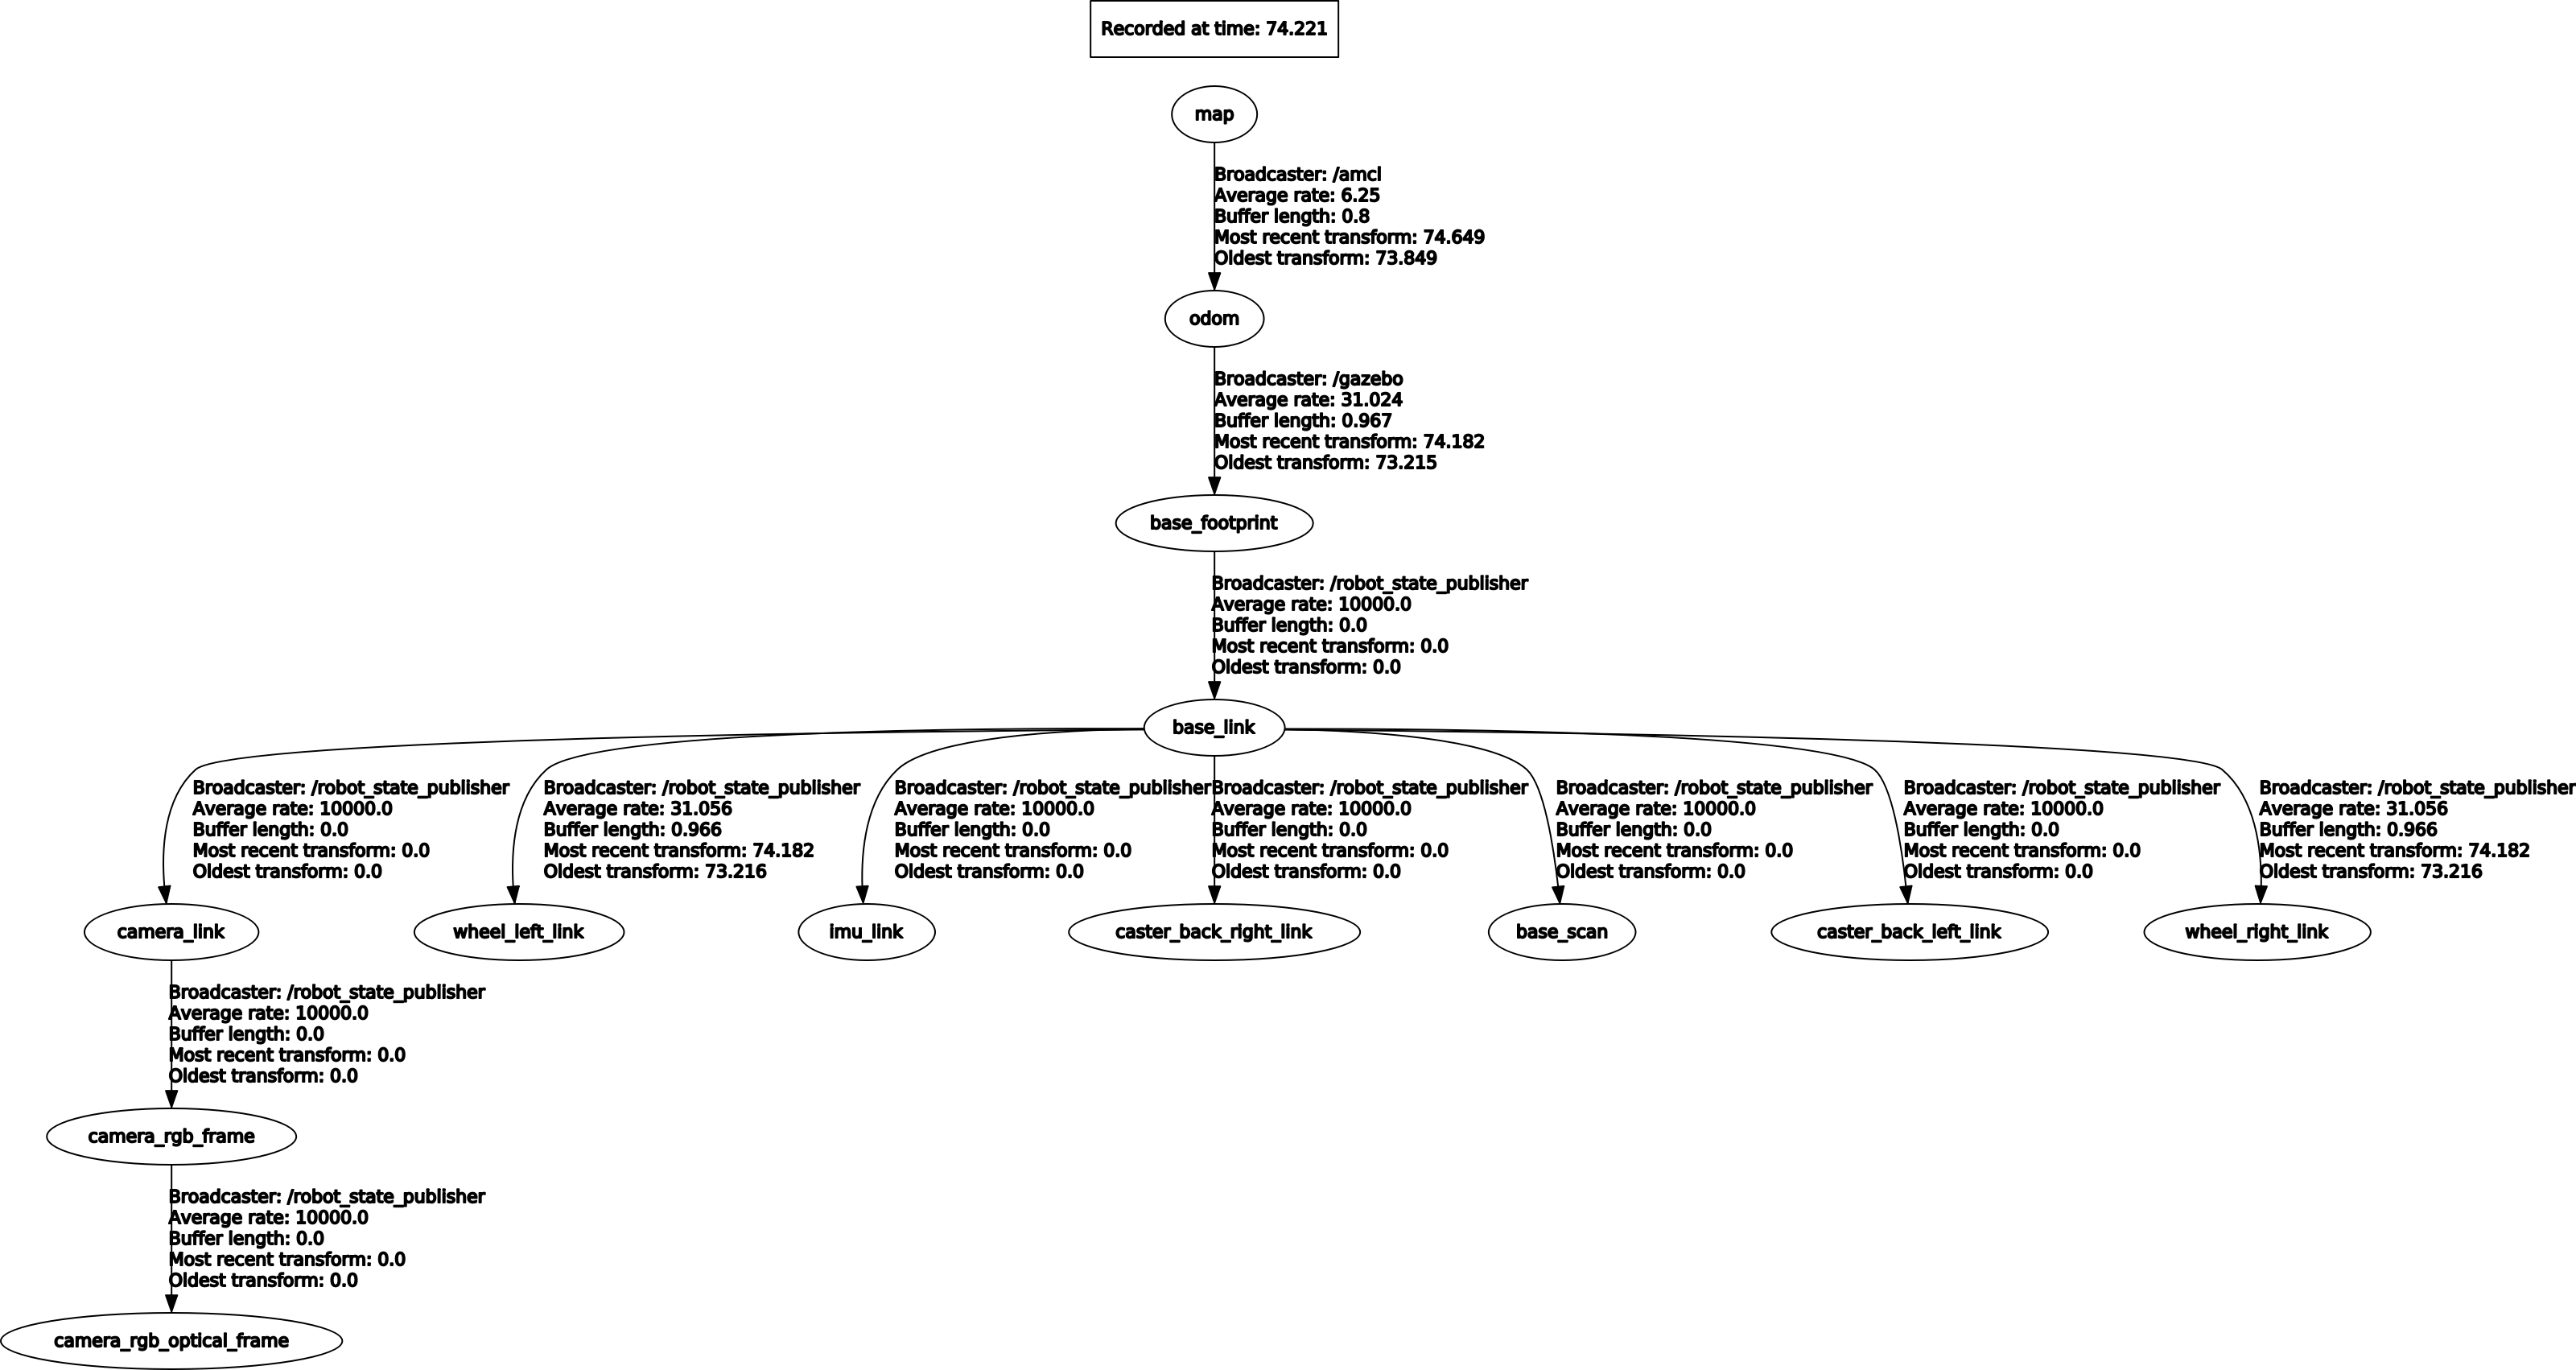 Recorded at time: 74.221
map
Broadcaster: /amcl
Average rate: 6.25
Buffer length: 0.8
Most recent transform: 74.649
Oldest transform: 73.849
odom
Broadcaster: /gazebo
Average rate: 31.024
Buffer length: 0.967
Most recent transform: 74.182
Oldest transform: 73.215
base_footprint
Broadcaster: /robot_state_publisher
Average rate: 10000.0
Buffer length: 0.0
Most recent transform: 0.0
Oldest transform: 0.0
base_link
Broadcaster: /robot_state_publisher
Average rate: 10000.0
Buffer length: 0.0
Most recent transform: 0.0
Oldest transform: 0.0
Broadcaster: /robot_state_publisher
Average rate: 31.056
Buffer length: 0.966
Most recent transform: 74.182
Oldest transform: 73.216
Broadcaster: /robot_state_publisher
Average rate: 10000.0
Buffer length: 0.0
Most recent transform: 0.0
Oldest transform: 0.0
Broadcaster: /robot_state_publisher
Average rate: 10000.0
Buffer length: 0.0
Most recent transform: 0.0
Oldest transform: 0.0
Broadcaster: /robot_state_publisher
Average rate: 10000.0
Buffer length: 0.0
Most recent transform: 0.0
Oldest transform: 0.0
Broadcaster: /robot_state_publisher
Average rate: 10000.0
Buffer length: 0.0
Most recent transform: 0.0
Oldest transform: 0.0
Broadcaster: /robot_state_publisher
Average rate: 31.056
Buffer length: 0.966
Most recent transform: 74.182
Oldest transform: 73.216
camera_link
wheel_left_link
imu_link
caster_back_right_link
base_scan
caster_back_left_link
wheel_right_link
Broadcaster: /robot_state_publisher
Average rate: 10000.0
Buffer length: 0.0
Most recent transform: 0.0
Oldest transform: 0.0
camera_rgb_frame
Broadcaster: /robot_state_publisher
Average rate: 10000.0
Buffer length: 0.0
Most recent transform: 0.0
Oldest transform: 0.0
camera_rgb_optical_frame